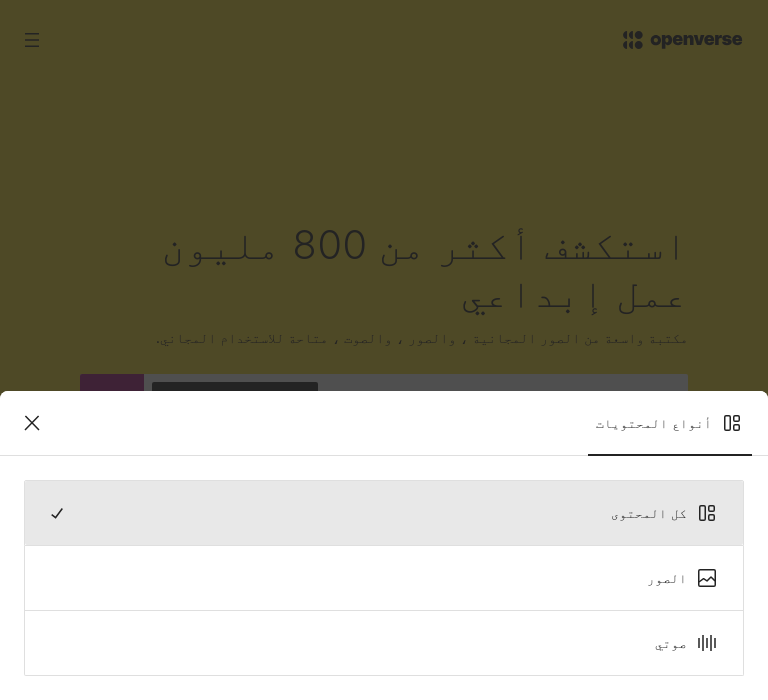 openverse
استكشف أكثر من 800 مليون
عمل إبداعي
مكتبة واسعة من الصور المجانية ، والصور ، والصوت ، متاحة للاستخدام المجاني.
أنواع المحتويات
كل المحتوى
الصور
صوتي